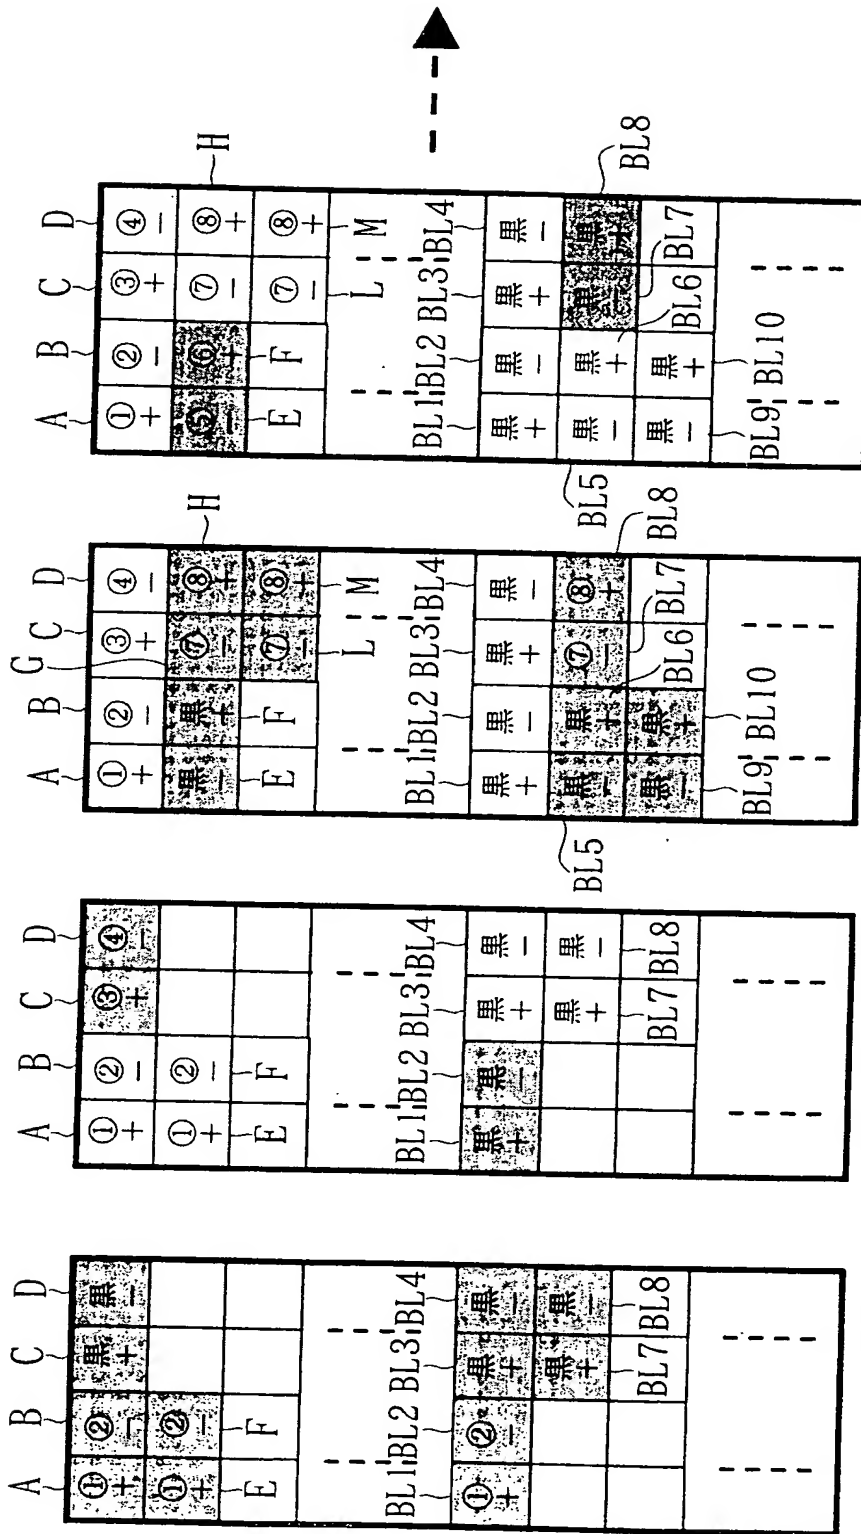 A B C D
① ② 黒 黒
+ − + −
① ②
+ −
E F
BL1 BL2 BL3 BL4
① ② 黒 黒
+ − + −
黒 黒
+ −
BL7 BL8
A B C D
① ② ③ ④
+ − + −
① ②
+ −
E F
BL1 BL2 BL3 BL4
黒 黒 黒 黒
+ − + −
黒 黒
+ −
BL7 BL8
A B G C D
① ② ③ ④
+ − + −
H
黒 黒 ⑦ ⑧
− + − +
⑦ ⑧
− +
E F L M
BL1 BL2 BL3 BL4
黒 黒 黒 黒
+ − + −
BL5 BL8
黒 黒 ⑦ ⑧
− + − +
BL6 BL7
黒 黒
− +
BL9 BL10
A B C D
① ② ③ ④
+ − + −
H
⑤ ⑥ ⑦ ⑧
− + − +
⑦ ⑧
− +
E F L M
BL1 BL2 BL3 BL4
黒 黒 黒 黒
+ − + −
BL5 BL8
黒 黒 黒 黒
− + − +
BL6 BL7
黒 黒
− +
BL9 BL10